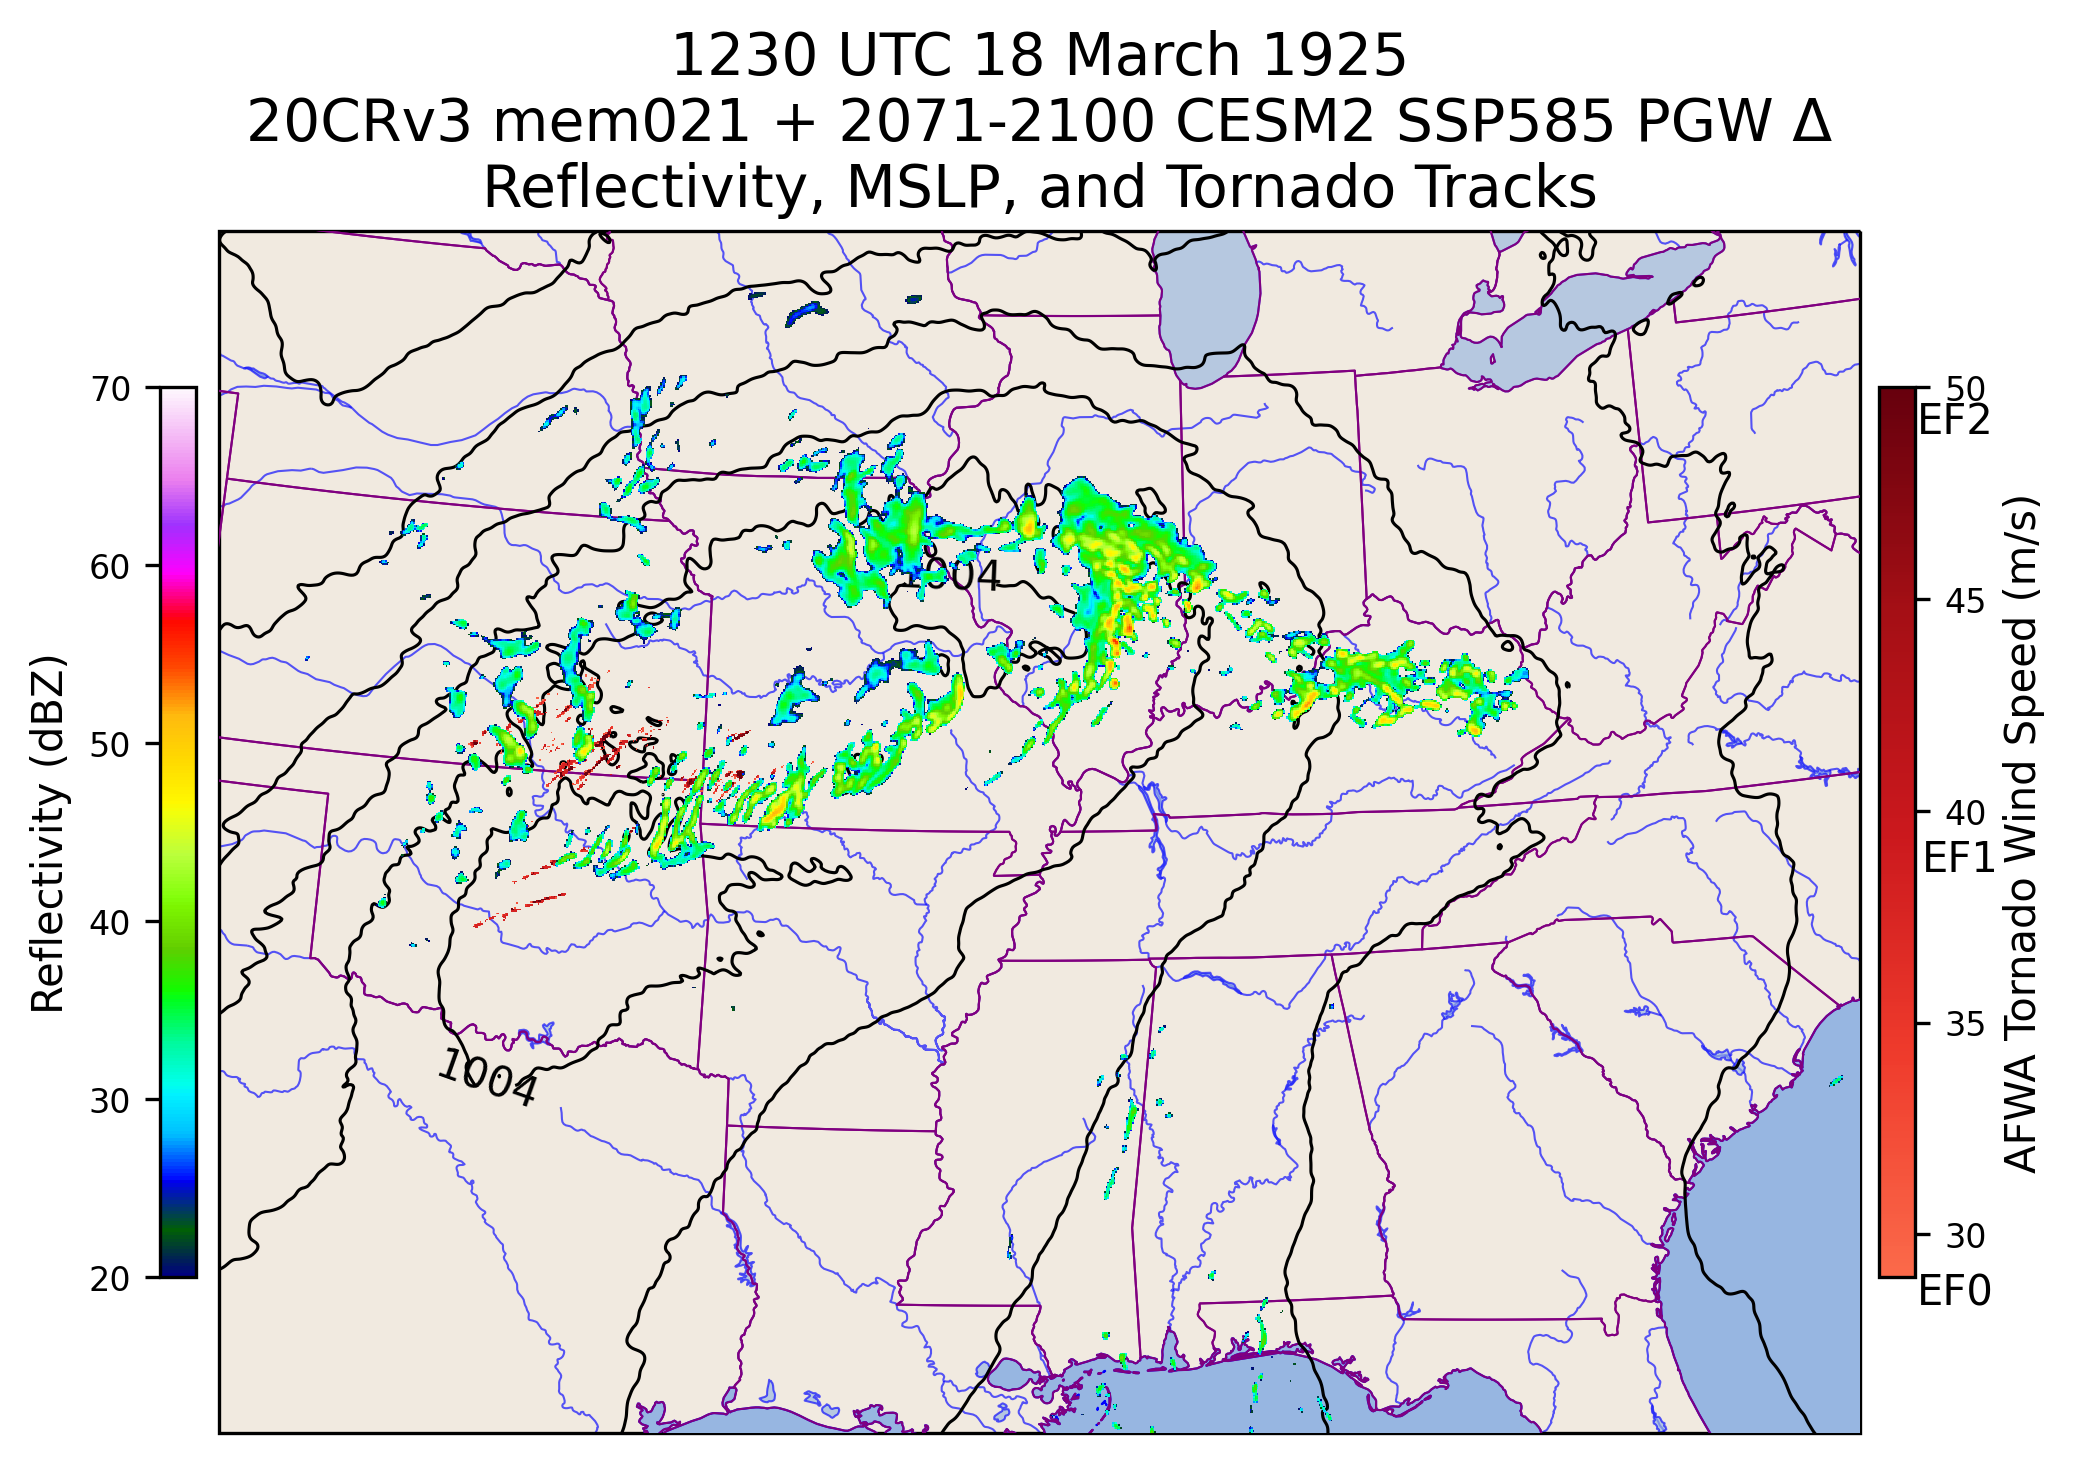 1230 UTC 18 March 1925
20CRv3 mem021 + 2071-2100 CESM2 SSP585 PGW Δ
Reflectivity, MSLP, and Tornado Tracks
70
60
50
40
30
20
Reflectivity (dBZ)
1004
1004
50
EF2
45
40
EF1
35
30
EF0
AFWA Tornado Wind Speed (m/s)